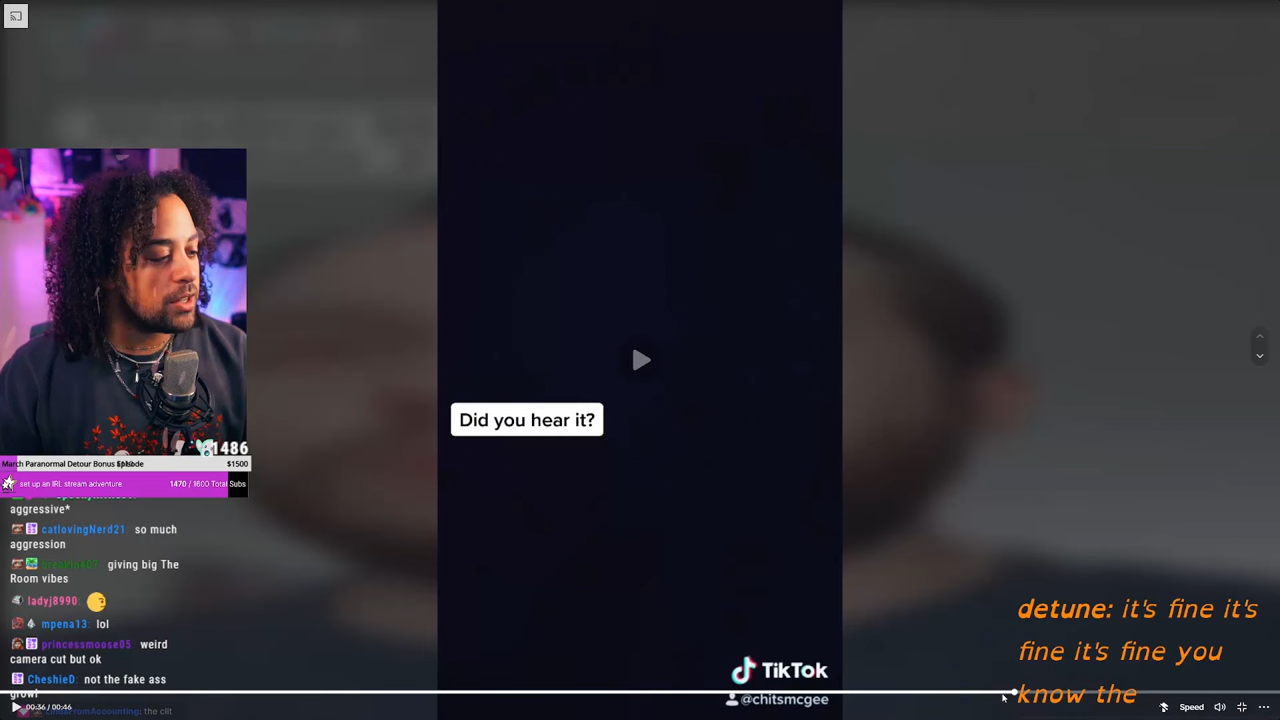 Did you hear it?
1486
March Paranormal Detour Bonus Episode
$1500
set up an IRL stream adventure
1470 / 1600 Total Subs
aggressive*
catlovingNerd21: so much
aggression
giving big The
Room vibes
ladyj8990:
mpena13: lol
princessmoose05 weird
camera cut but ok
CheshieD: not the fake ass
growl
the clit
detune: it's fine it's
fine it's fine you
know the
TikTok
@chitsmcgee
00:36 / 00:46
Speed